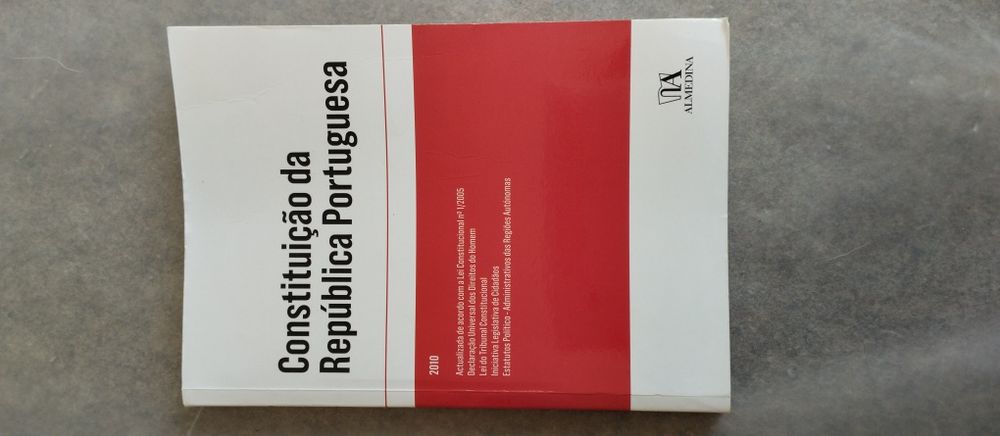 Constituição da
República Portuguesa
2010
Actualizada de acordo com a Lei Constitucional nº 1/2005
Declaração Universal dos Direitos do Homem
Lei do Tribunal Constitucional
Iniciativa Legislativa de Cidadãos
Estatutos Político - Administrativos das Regiões Autónomas
ALMEDINA